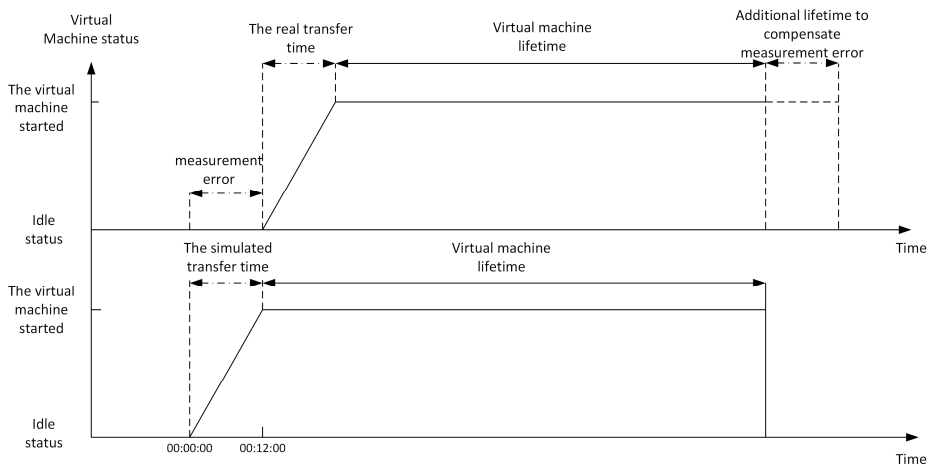 Virtual
Machine status
The real transfer
time
Virtual machine
lifetime
Additional lifetime to
compensate
measurement error
The virtual
machine
started
measurement
error
Idle
status
Time
The simulated
transfer time
Virtual machine
lifetime
The virtual
machine
started
Idle
status
00:00:00
00:12:00
Time